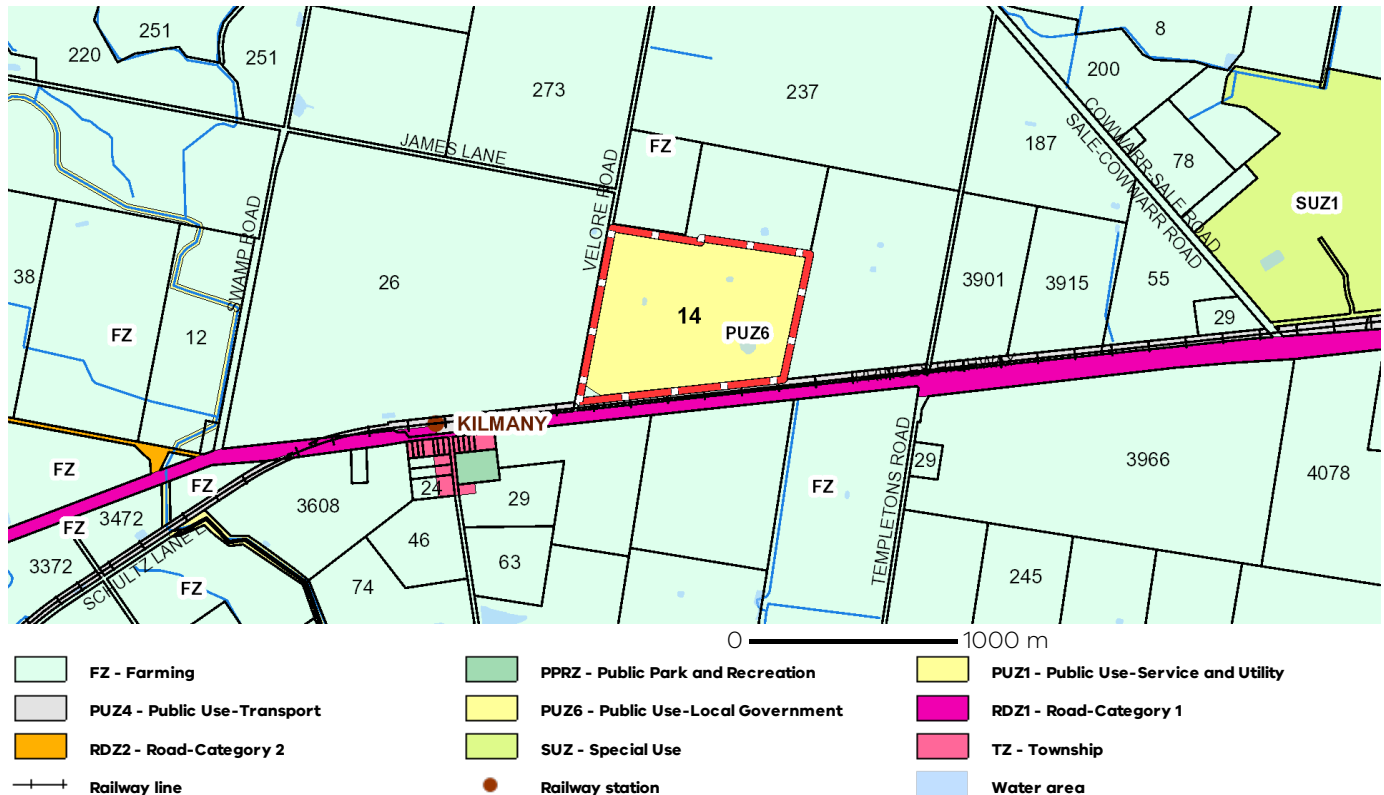 251
8
220
251
200
273
237
COWWARR-SALE ROAD
SALE-COWWARR ROAD
187
JAMES LANE
FZ
78
VELORE ROAD
SWAMP ROAD
SUZ1
38
26
3901
3915
55
14
29
FZ
12
PUZ6
KILMANY
FZ
FZ
24
29
FZ
TEMPLETONS ROAD
29
3966
4078
3608
3472
FZ
46
3372
SCHULTZ LANE
63
FZ
74
245
0 1000 m
FZ - Farming
PPRZ - Public Park and Recreation
PUZ1 - Public Use-Service and Utility
PUZ4 - Public Use-Transport
PUZ6 - Public Use-Local Government
RDZ1 - Road-Category 1
RDZ2 - Road-Category 2
SUZ - Special Use
TZ - Township
Railway line
Railway station
Water area